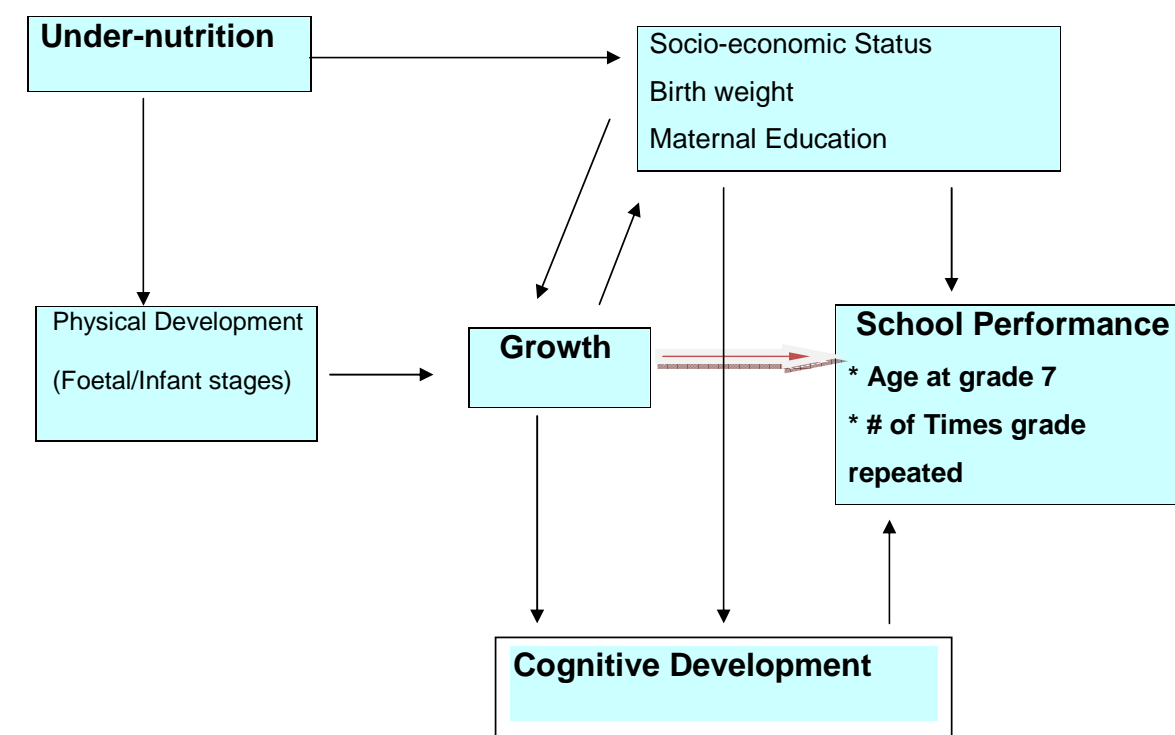 Under-nutrition
Socio-economic Status
Birth weight
Maternal Education
Physical Development
(Foetal/Infant stages)
Growth
School Performance
* Age at grade 7
* # of Times grade
repeated
Cognitive Development